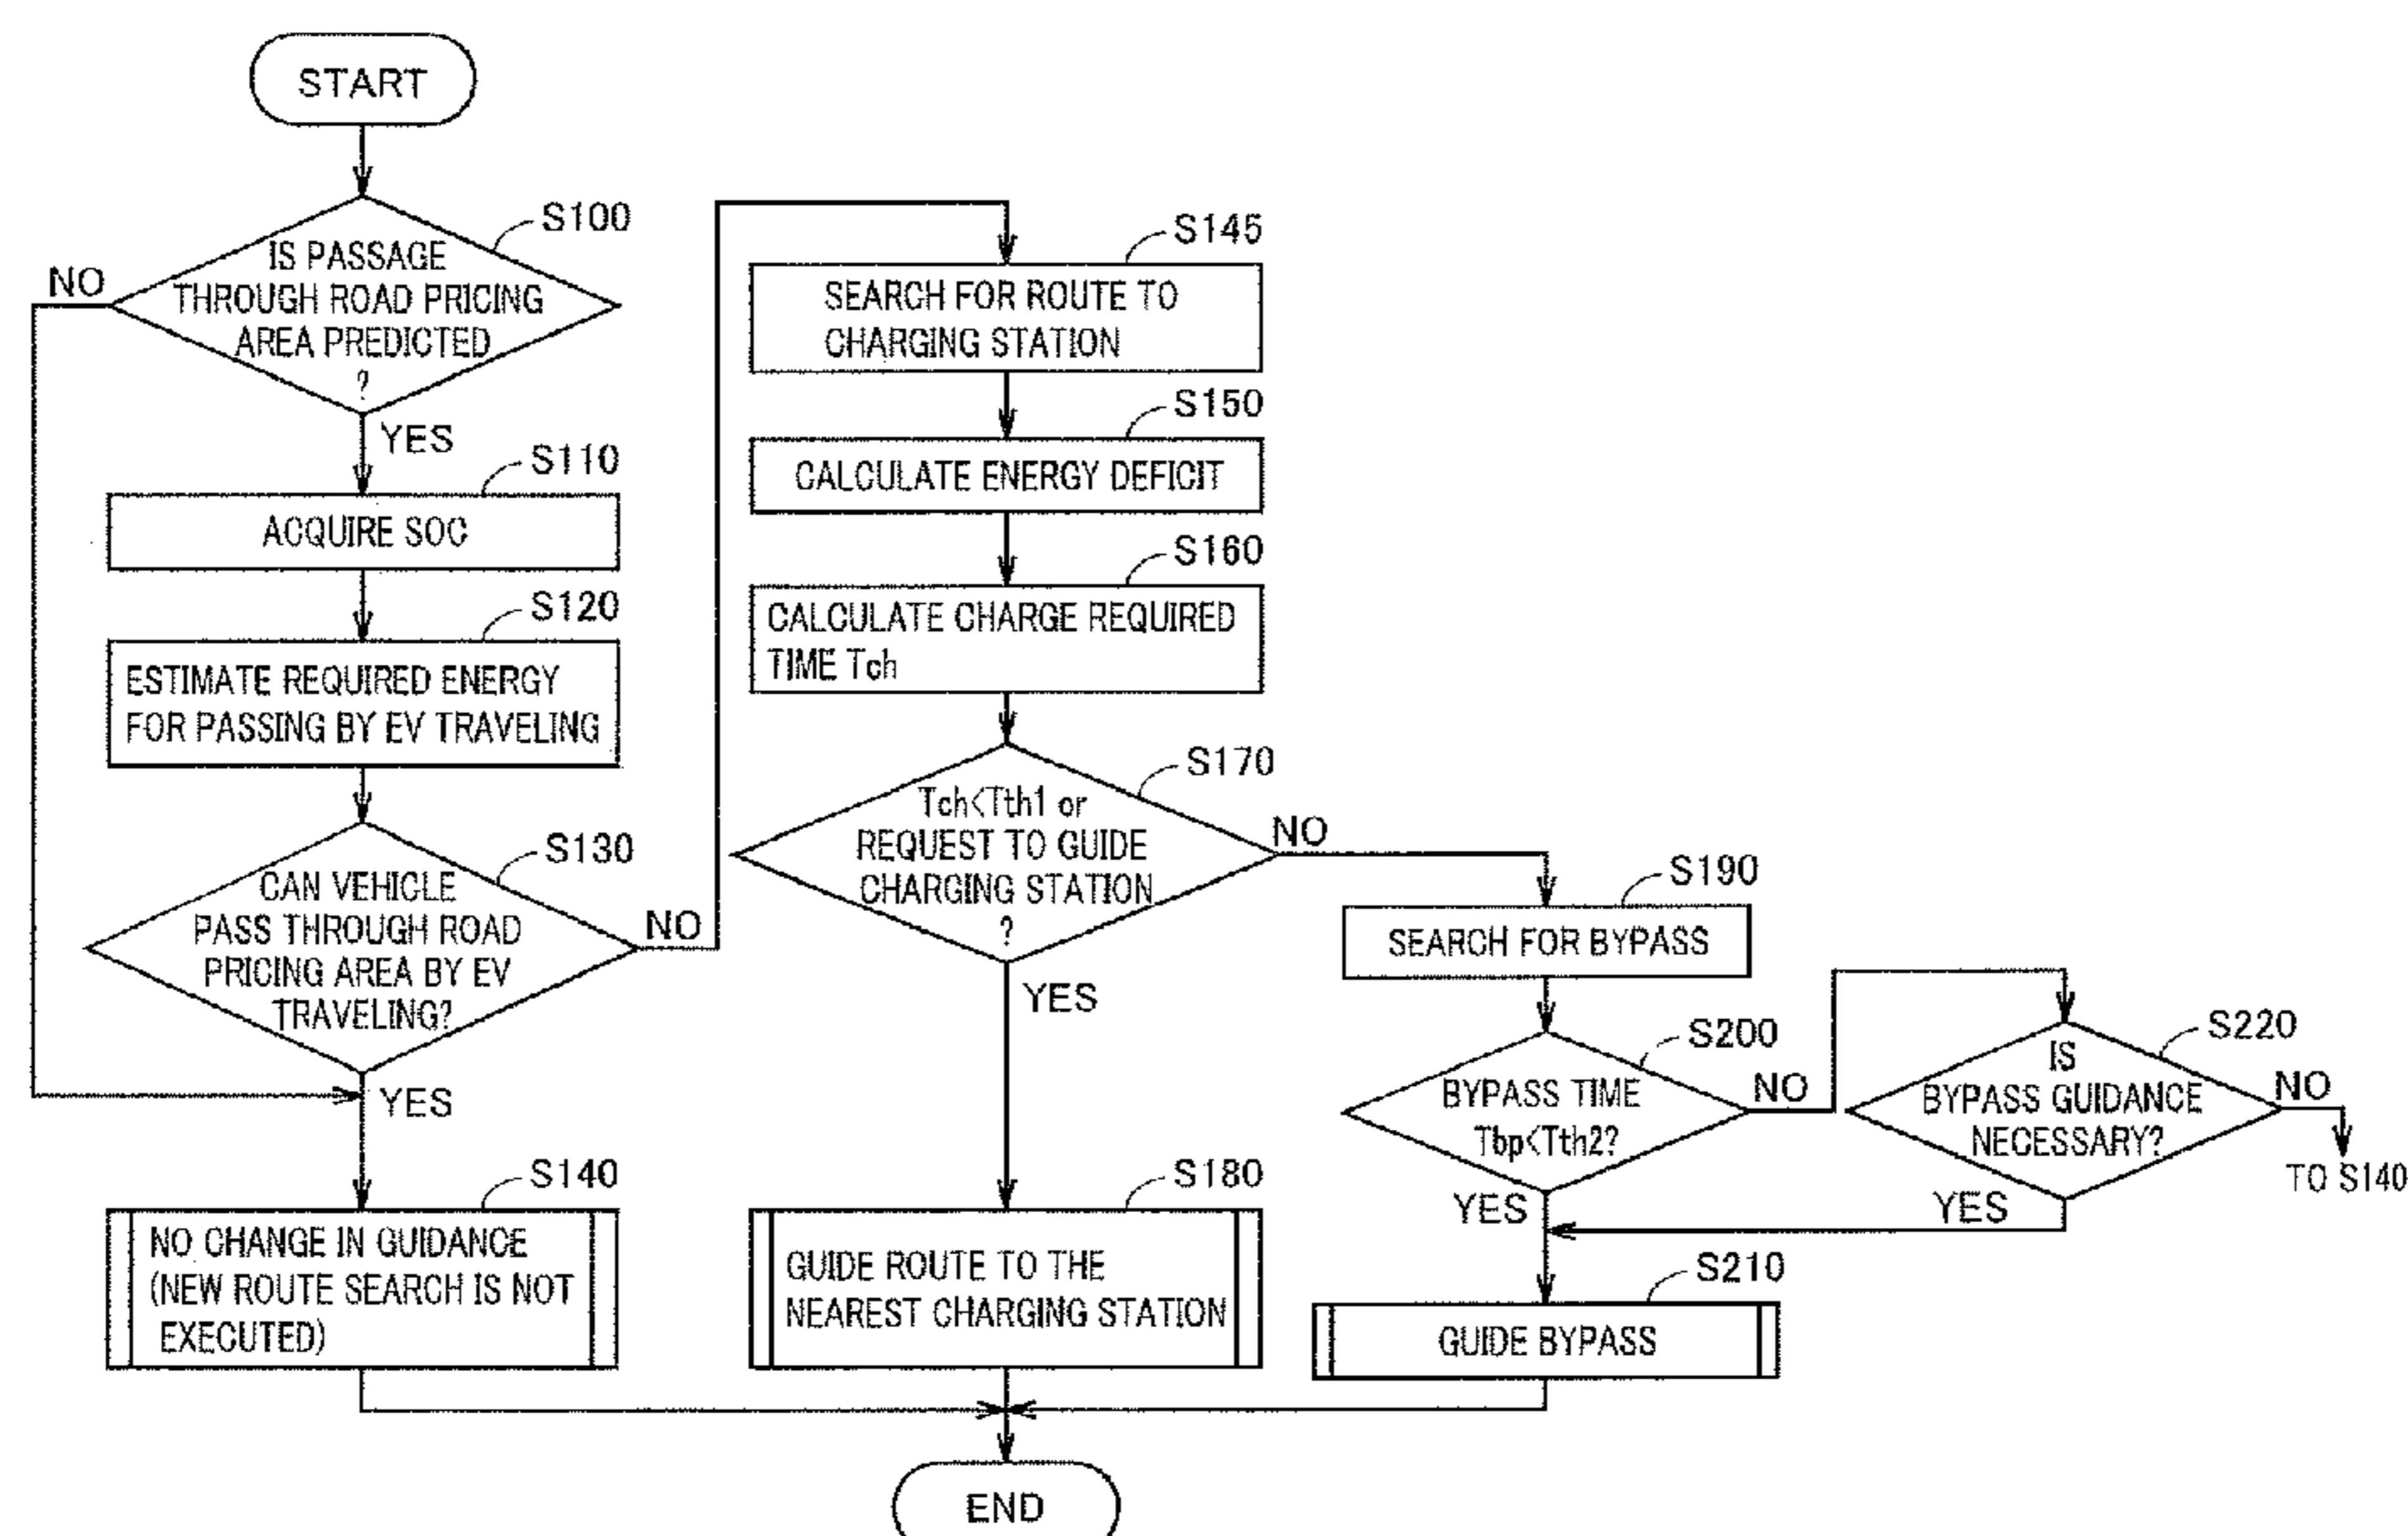 START
S100
IS PASSAGE
THROUGH ROAD PRICING
AREA PREDICTED
?
NO
YES
S110
ACQUIRE SOC
S120
ESTIMATE REQUIRED ENERGY
FOR PASSING BY EV TRAVELING
S130
CAN VEHICLE
PASS THROUGH ROAD
PRICING AREA BY EV
TRAVELING?
NO
YES
S140
NO CHANGE IN GUIDANCE
(NEW ROUTE SEARCH IS NOT
EXECUTED)
S145
SEARCH FOR ROUTE TO
CHARGING STATION
S150
CALCULATE ENERGY DEFICIT
S160
CALCULATE CHARGE REQUIRED
TIME Tch
S170
Tch<Tth1 or
REQUEST TO GUIDE
CHARGING STATION
?
NO
YES
S180
GUIDE ROUTE TO THE
NEAREST CHARGING STATION
S190
SEARCH FOR BYPASS
S200
BYPASS TIME
Tbp<Tth2?
NO
YES
S220
IS
BYPASS GUIDANCE
NECESSARY?
NO
TO S140
YES
S210
GUIDE BYPASS
END